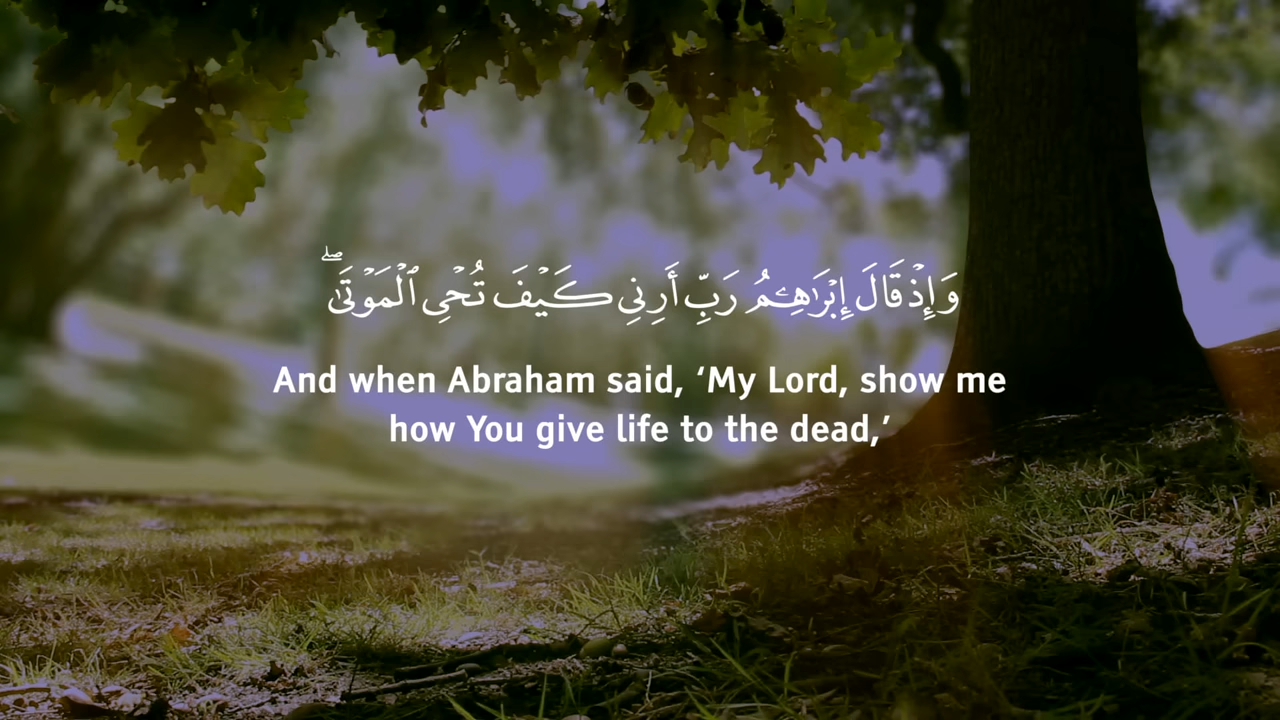 وَإِذْ قَالَ إِبْرَٰهِـۧمُ رَبِّ أَرِنِى كَيْفَ تُحْىِ ٱلْمَوْتَىٰ ۖ
And when Abraham said, ‘My Lord, show me
how You give life to the dead,’